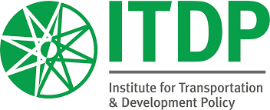 ITDP
Institute for Transportation
& Development Policy